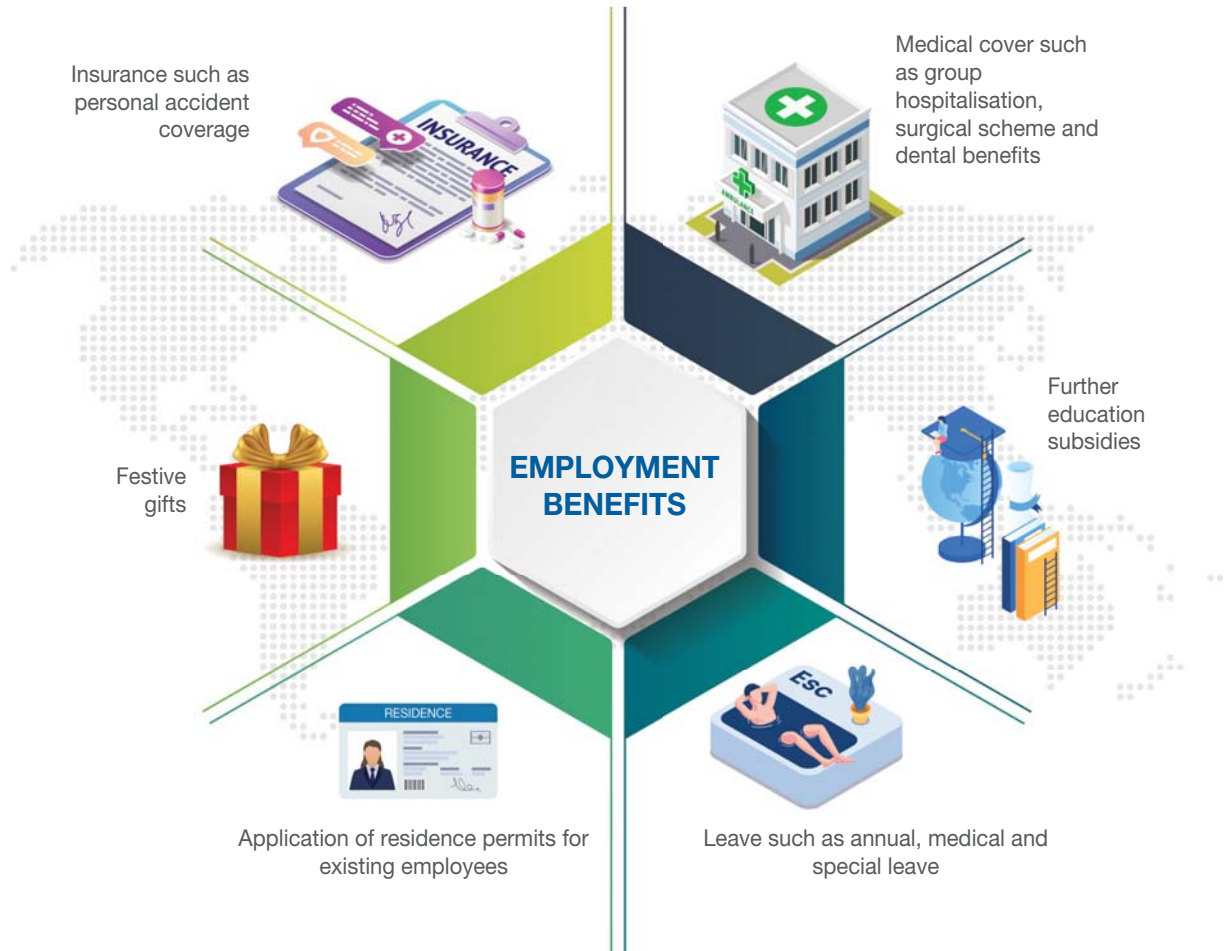 Insurance such as
personal accident
coverage
INSURANCE
Medical cover such
as group
hospitalisation,
surgical scheme and
dental benefits
AMBULANCE
Further
education
subsidies
Festive
gifts
EMPLOYMENT
BENEFITS
RESIDENCE
Esc
Application of residence permits for
existing employees
Leave such as annual, medical and
special leave